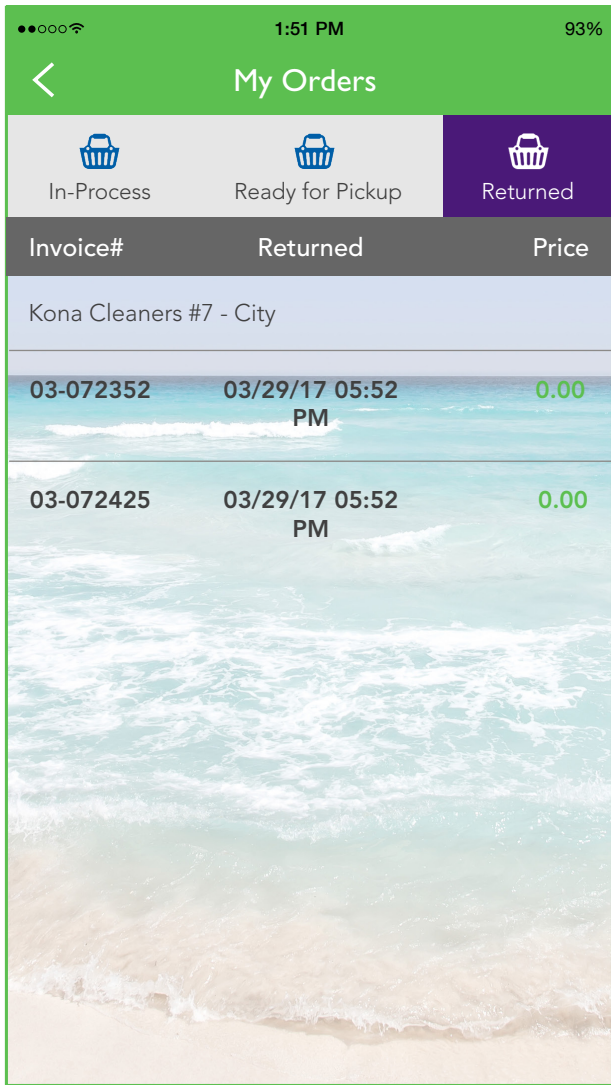 1:51 PM 93%
My Orders
In-Process Ready for Pickup Returned
Invoice# Returned Price
Kona Cleaners #7 - City
03-072352 03/29/17 05:52 0.00
PM
03-072425 03/29/17 05:52 0.00
PM